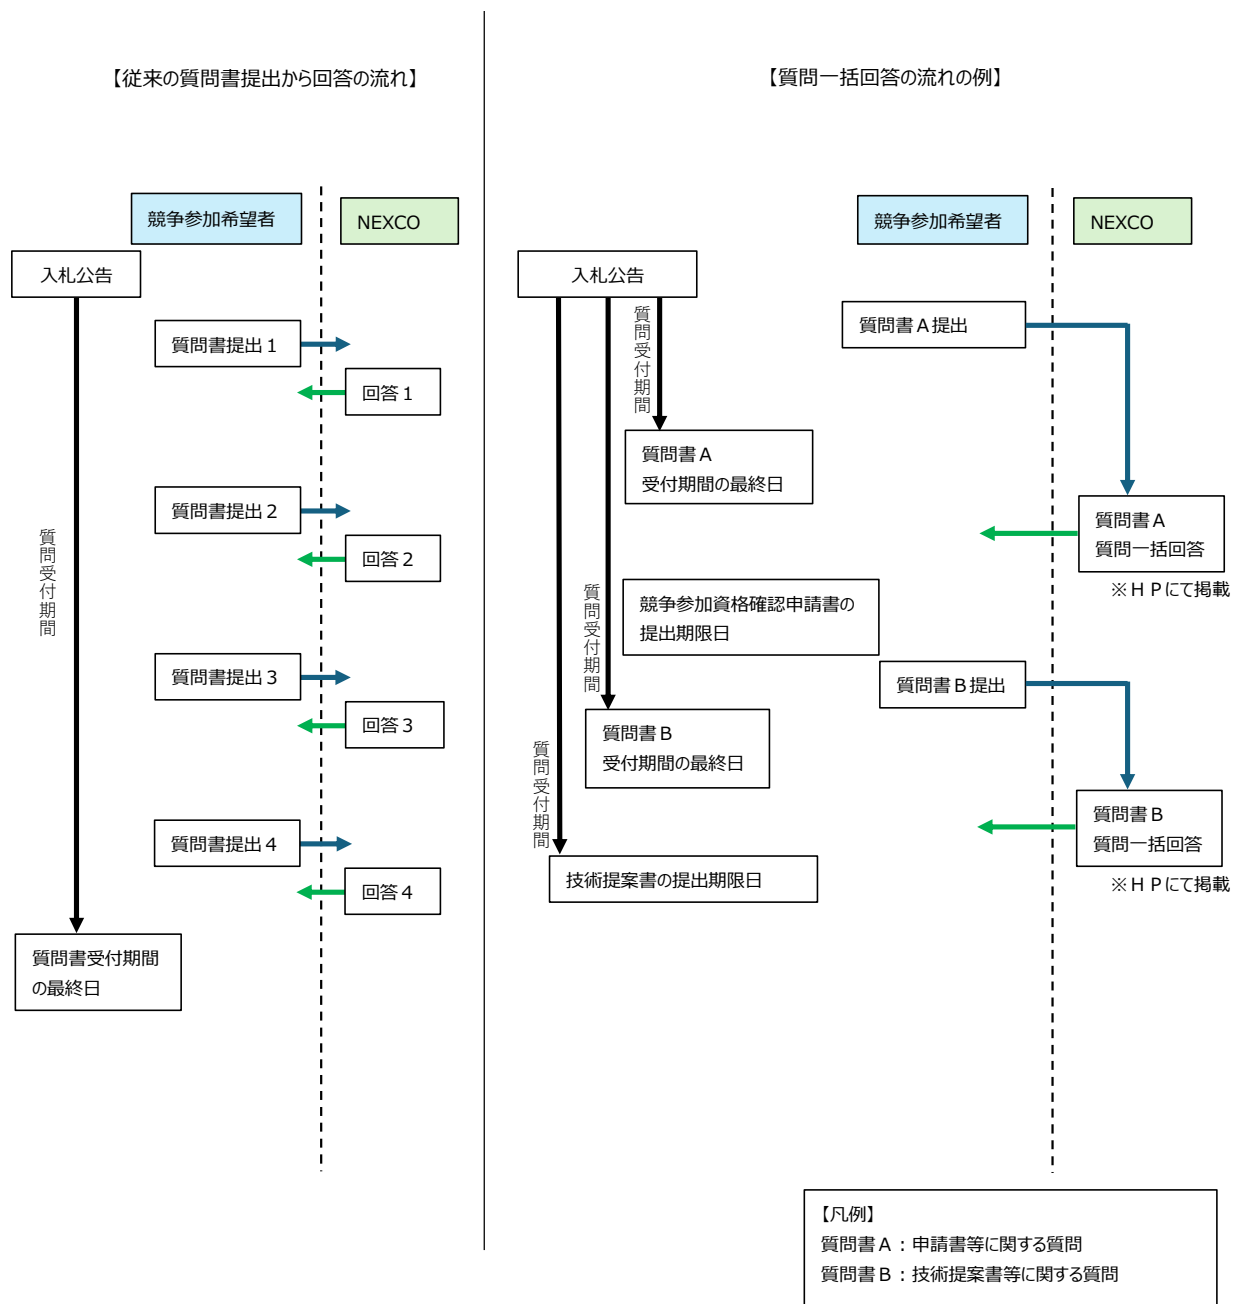 【従来の質問書提出から回答の流れ】
競争参加希望者
NEXCO
入札公告
質問受付期間
質問書提出１
回答１
質問書提出２
回答２
質問書提出３
回答３
質問書提出４
回答４
質問書受付期間
の最終日
【質問一括回答の流れの例】
競争参加希望者
NEXCO
入札公告
質問受付期間
質問書Ａ提出
質問書Ａ
受付期間の最終日
質問書Ａ
質問一括回答
※ＨＰにて掲載
質問受付期間
競争参加資格確認申請書の
提出期限日
質問書Ｂ提出
質問書Ｂ
受付期間の最終日
質問受付期間
質問書Ｂ
質問一括回答
※ＨＰにて掲載
技術提案書の提出期限日
【凡例】
質問書Ａ：申請書等に関する質問
質問書Ｂ：技術提案書等に関する質問